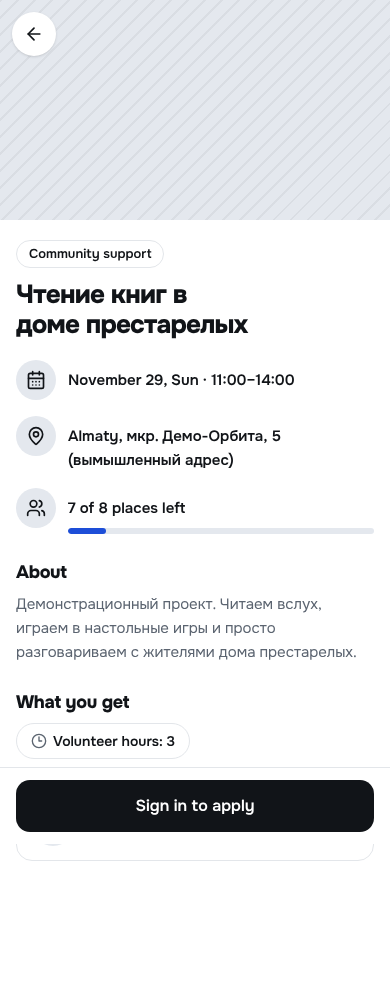 Community support
Чтение книг в
доме престарелых
November 29, Sun · 11:00–14:00
Almaty, мкр. Демо-Орбита, 5
(вымышленный адрес)
7 of 8 places left
About
Демонстрационный проект. Читаем вслух,
играем в настольные игры и просто
разговариваем с жителями дома престарелых.
What you get
Volunteer hours: 3
Sign in to apply